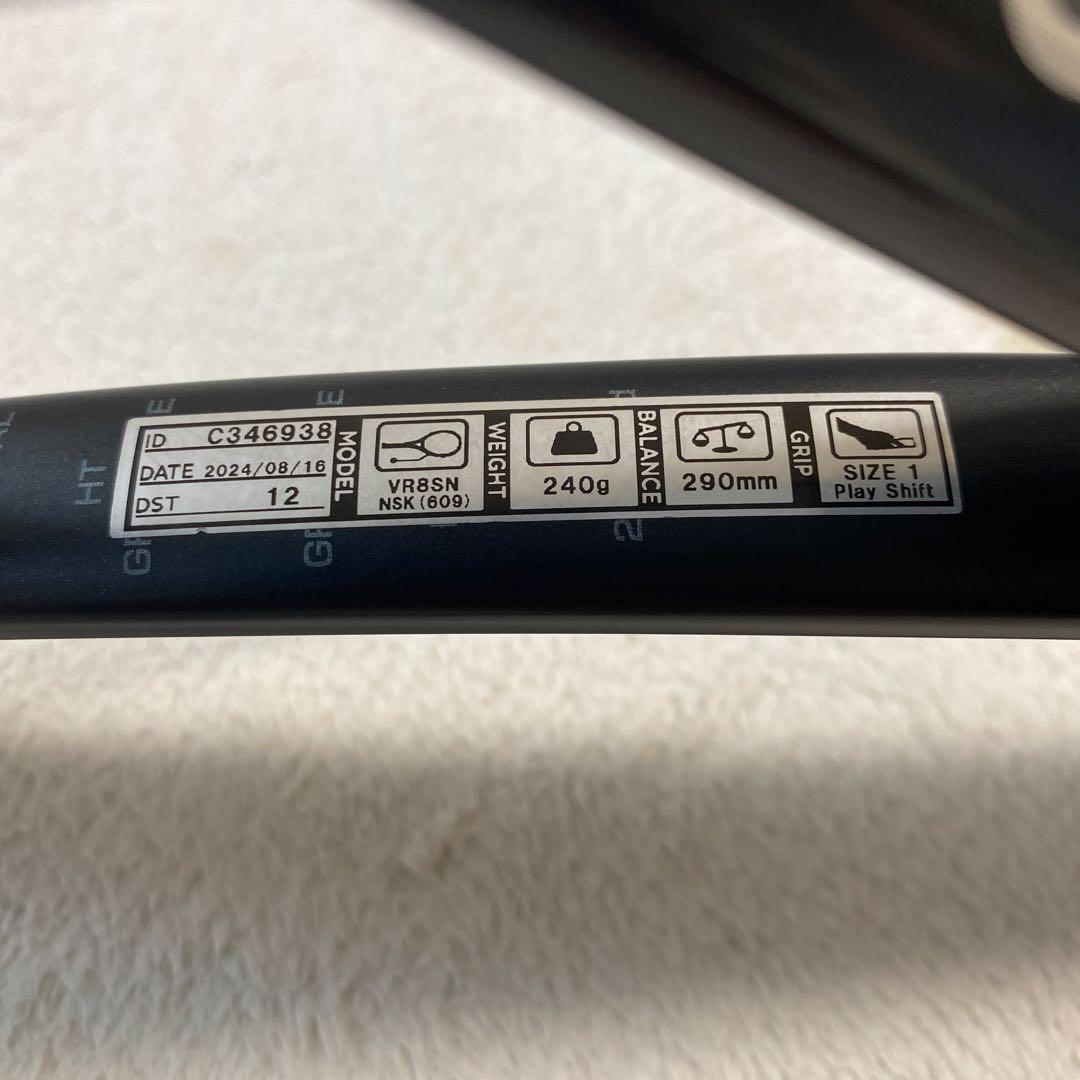 ID C346938
DATE 2024/08/16
DST 12
MODEL
VR8SN
NSK(609)
WEIGHT
240g
BALANCE
290mm
GRIP
SIZE 1
Play Shift
HT